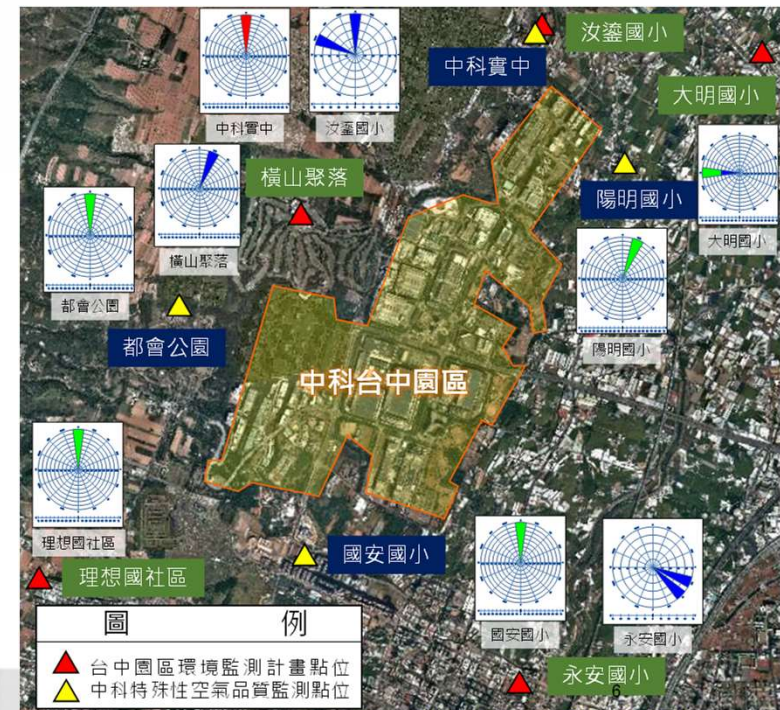 汝鎏國小
中科實中
大明國小
中科實中
汝鎏國小
橫山聚落
陽明國小
大明國小
橫山聚落
都會公園
都會公園
陽明國小
中科台中園區
理想國社區
國安國小
理想國社區
國安國小
永安國小
永安國小
6
圖 例
台中園區環境監測計畫點位
中科特殊性空氣品質監測點位